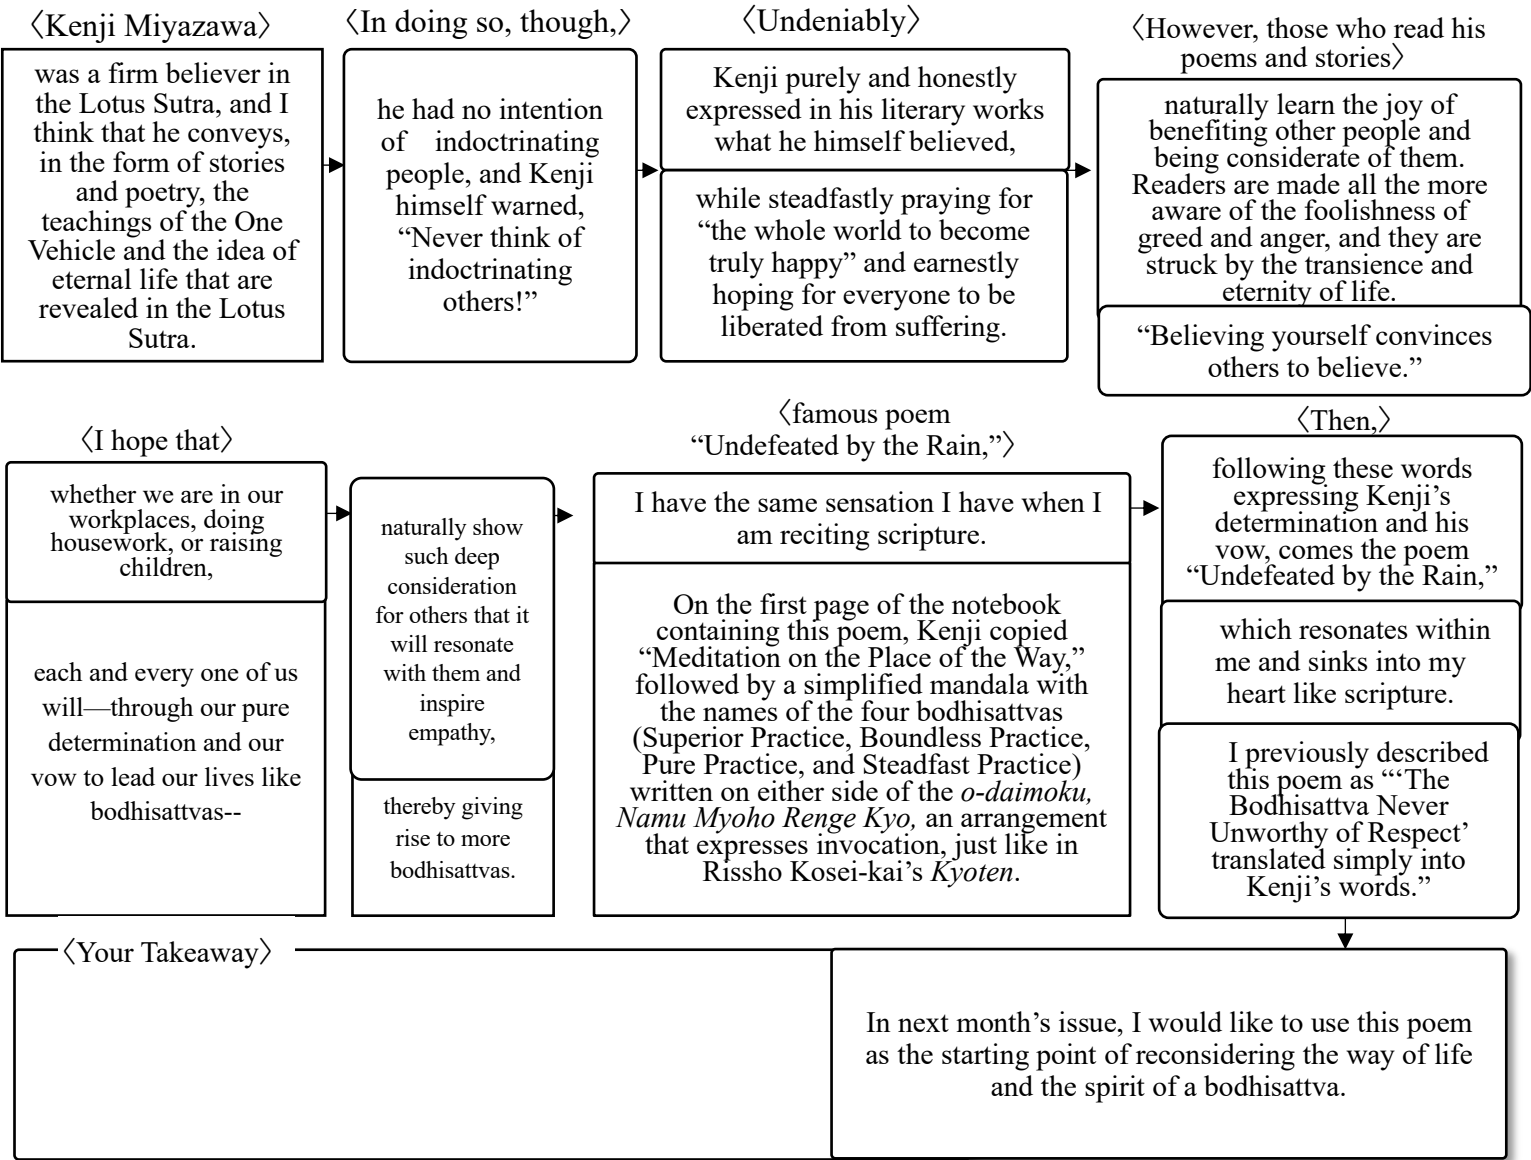 〈Kenji Miyazawa〉
was a firm believer in
the Lotus Sutra, and I
think that he conveys,
in the form of stories
and poetry, the
teachings of the One
Vehicle and the idea of
eternal life that are
revealed in the Lotus
Sutra.
〈In doing so, though,〉
he had no intention
of indoctrinating
people, and Kenji
himself warned,
“Never think of
indoctrinating
others!”
〈Undeniably〉
Kenji purely and honestly
expressed in his literary works
what he himself believed,
while steadfastly praying for
“the whole world to become
truly happy” and earnestly
hoping for everyone to be
liberated from suffering.
〈However, those who read his
poems and stories〉
naturally learn the joy of
benefiting other people and
being considerate of them.
Readers are made all the more
aware of the foolishness of
greed and anger, and they are
struck by the transience and
eternity of life.
“Believing yourself convinces
others to believe.”
〈I hope that〉
whether we are in our
workplaces, doing
housework, or raising
children,
each and every one of us
will—through our pure
determination and our
vow to lead our lives like
bodhisattvas--
naturally show
such deep
consideration
for others that it
will resonate
with them and
inspire
empathy,
thereby giving
rise to more
bodhisattvas.
〈famous poem
“Undefeated by the Rain,”〉
I have the same sensation I have when I
am reciting scripture.
On the first page of the notebook
containing this poem, Kenji copied
“Meditation on the Place of the Way,”
followed by a simplified mandala with
the names of the four bodhisattvas
(Superior Practice, Boundless Practice,
Pure Practice, and Steadfast Practice)
written on either side of the o-daimoku,
Namu Myoho Renge Kyo, an arrangement
that expresses invocation, just like in
Rissho Kosei-kai’s Kyoten.
〈Then,〉
following these words
expressing Kenji’s
determination and his
vow, comes the poem
“Undefeated by the Rain,”
which resonates within
me and sinks into my
heart like scripture.
I previously described
this poem as “‘The
Bodhisattva Never
Unworthy of Respect’
translated simply into
Kenji’s words.”
〈Your Takeaway〉
In next month’s issue, I would like to use this poem
as the starting point of reconsidering the way of life
and the spirit of a bodhisattva.